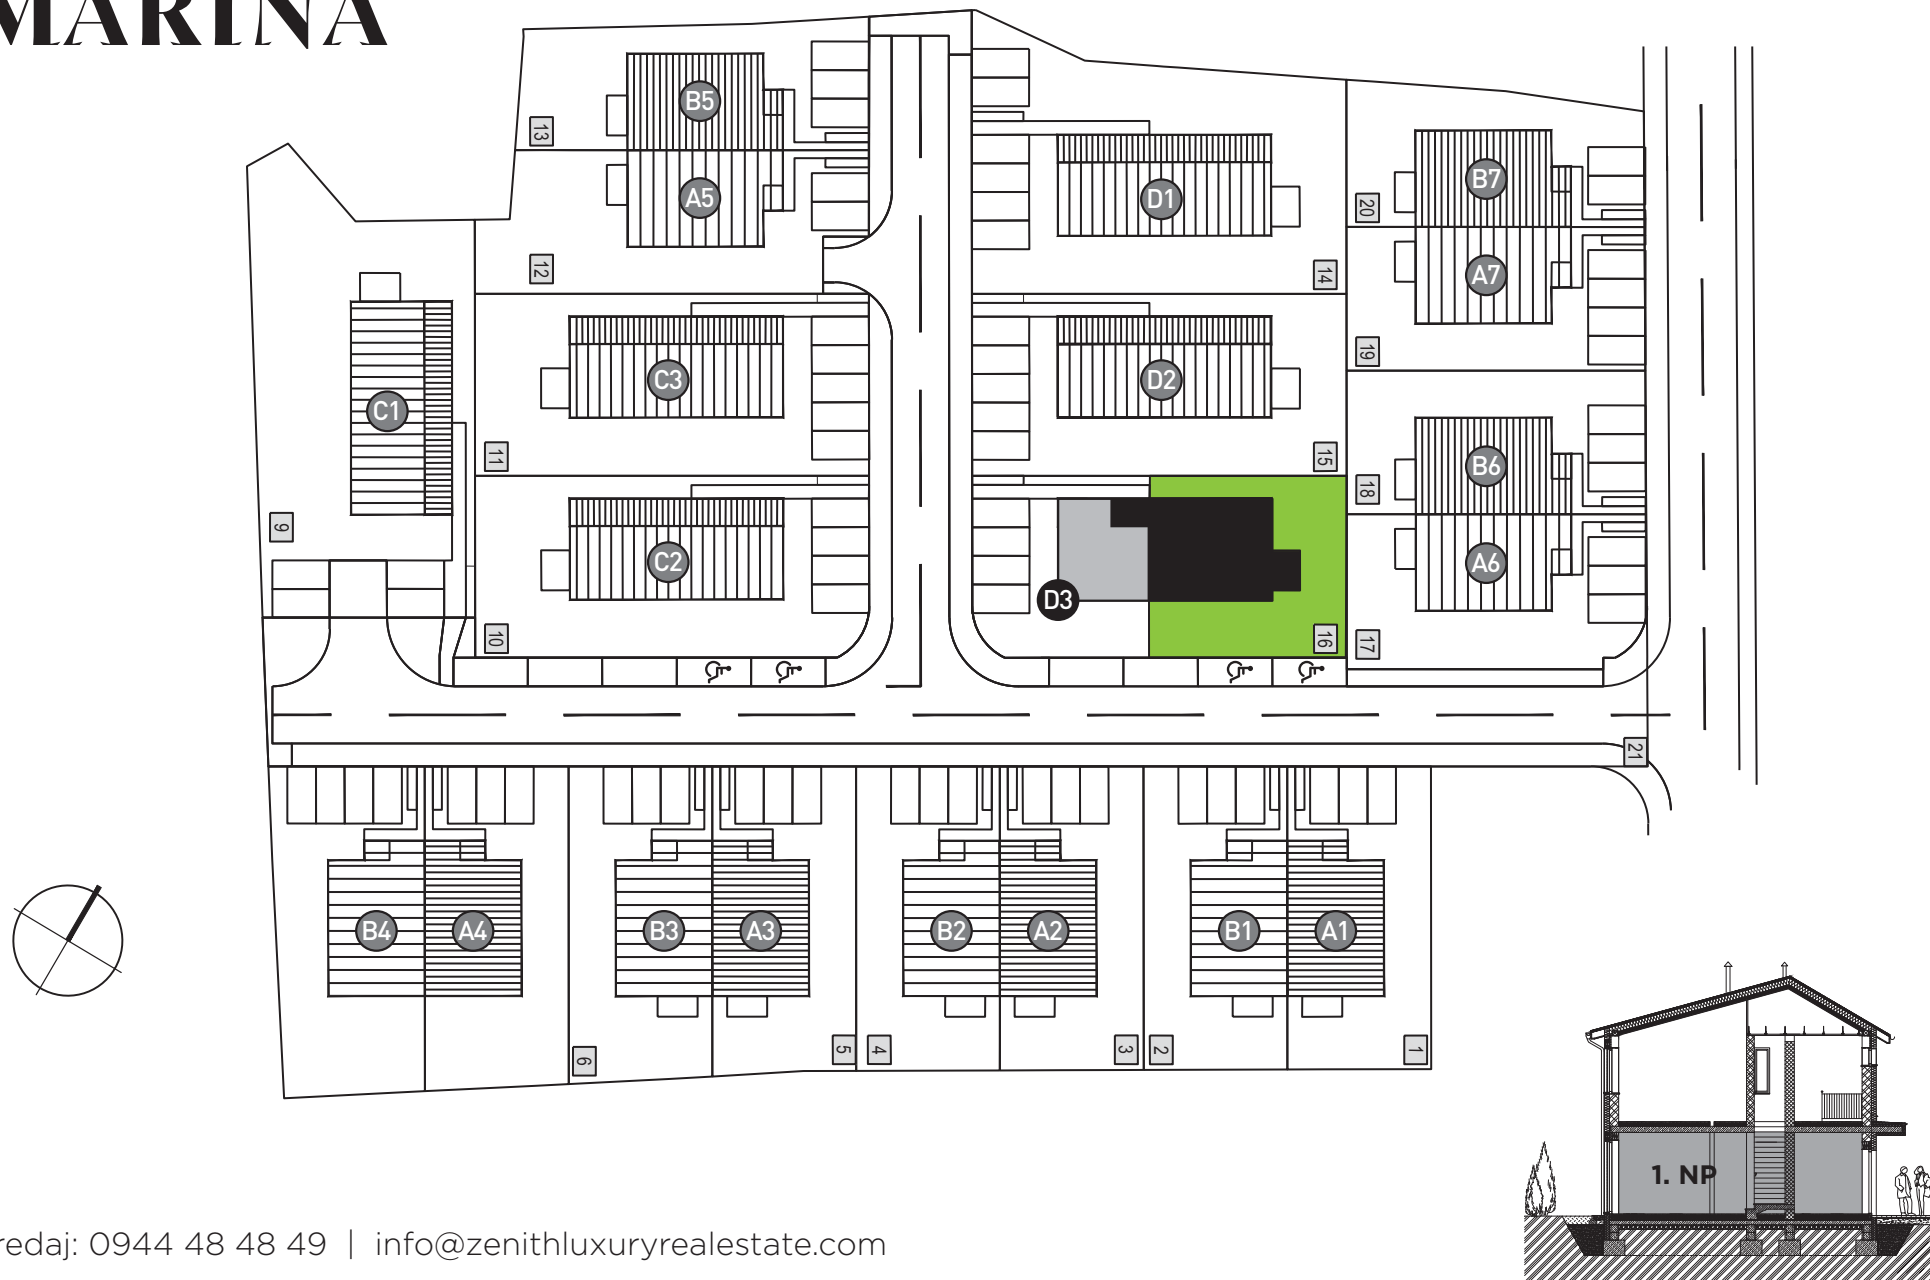 MARINA
B5
13
A5
12
D1
14
B7
20
A7
19
C1
9
C3
11
D2
15
B6
18
A6
17
C2
10
D3
16
21
B4
A4
B3
A3
B2
A2
B1
A1
6
5
4
3
2
1
1. NP
redaj: 0944 48 48 49 | info@zenithluxuryrealestate.com